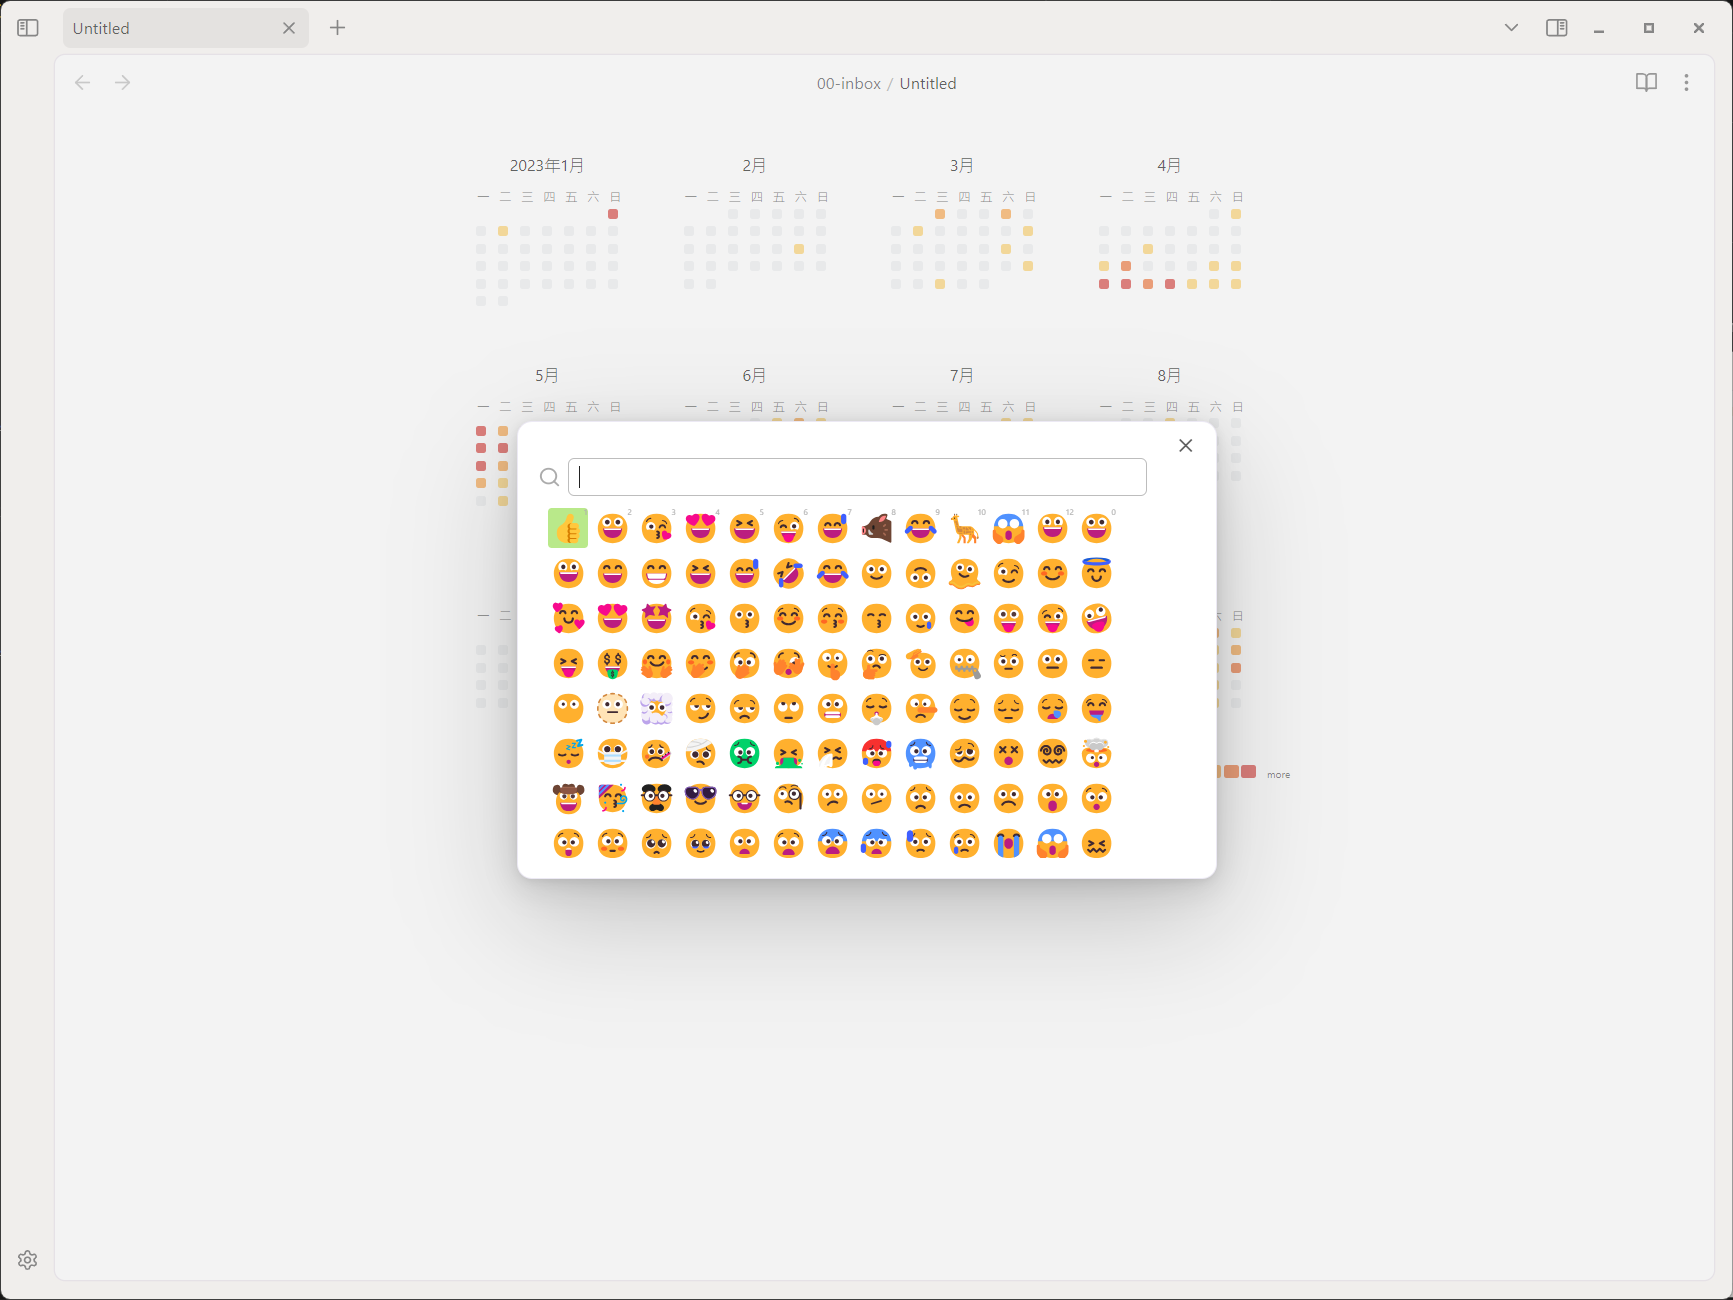 Untitled
00-inbox / Untitled
2023年1月 2月 3月 4月
一 二 三 四 五 六 日 一 二 三 四 五 六 日 一 二 三 四 五 六 日 一 二 三 四 五 六 日
5月 6月 7月 8月
一 二 三 四 五 六 日 一 二 三 四 五 六 日 一 二 三 四 五 六 日 一 二 三 四 五 六 日
2 3 4 5 6 7 8 9 10 11 12 0
一 二 日
more